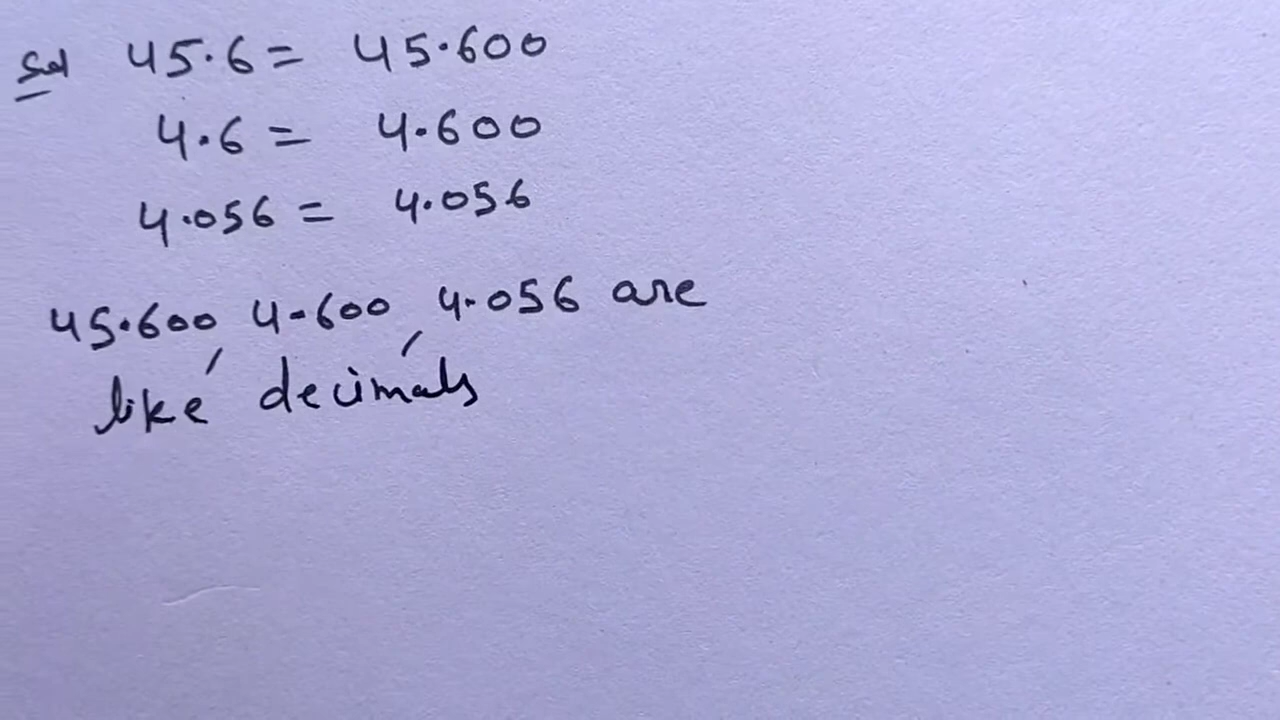 Sol 45.6 = 45.600
4.6 = 4.600
4.056 = 4.056
45.600, 4.600, 4.056 are
like decimals